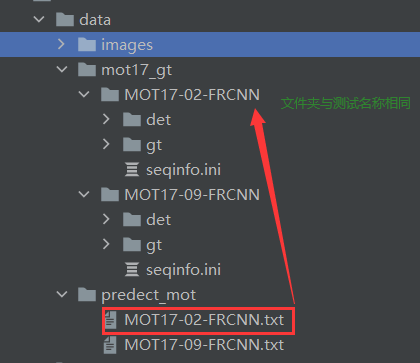 data
images
mot17_gt
MOT17-02-FRCNN
文件夹与测试名称相同
det
gt
seqinfo.ini
MOT17-09-FRCNN
det
gt
seqinfo.ini
predect_mot
MOT17-02-FRCNN.txt
MOT17-09-FRCNN.txt